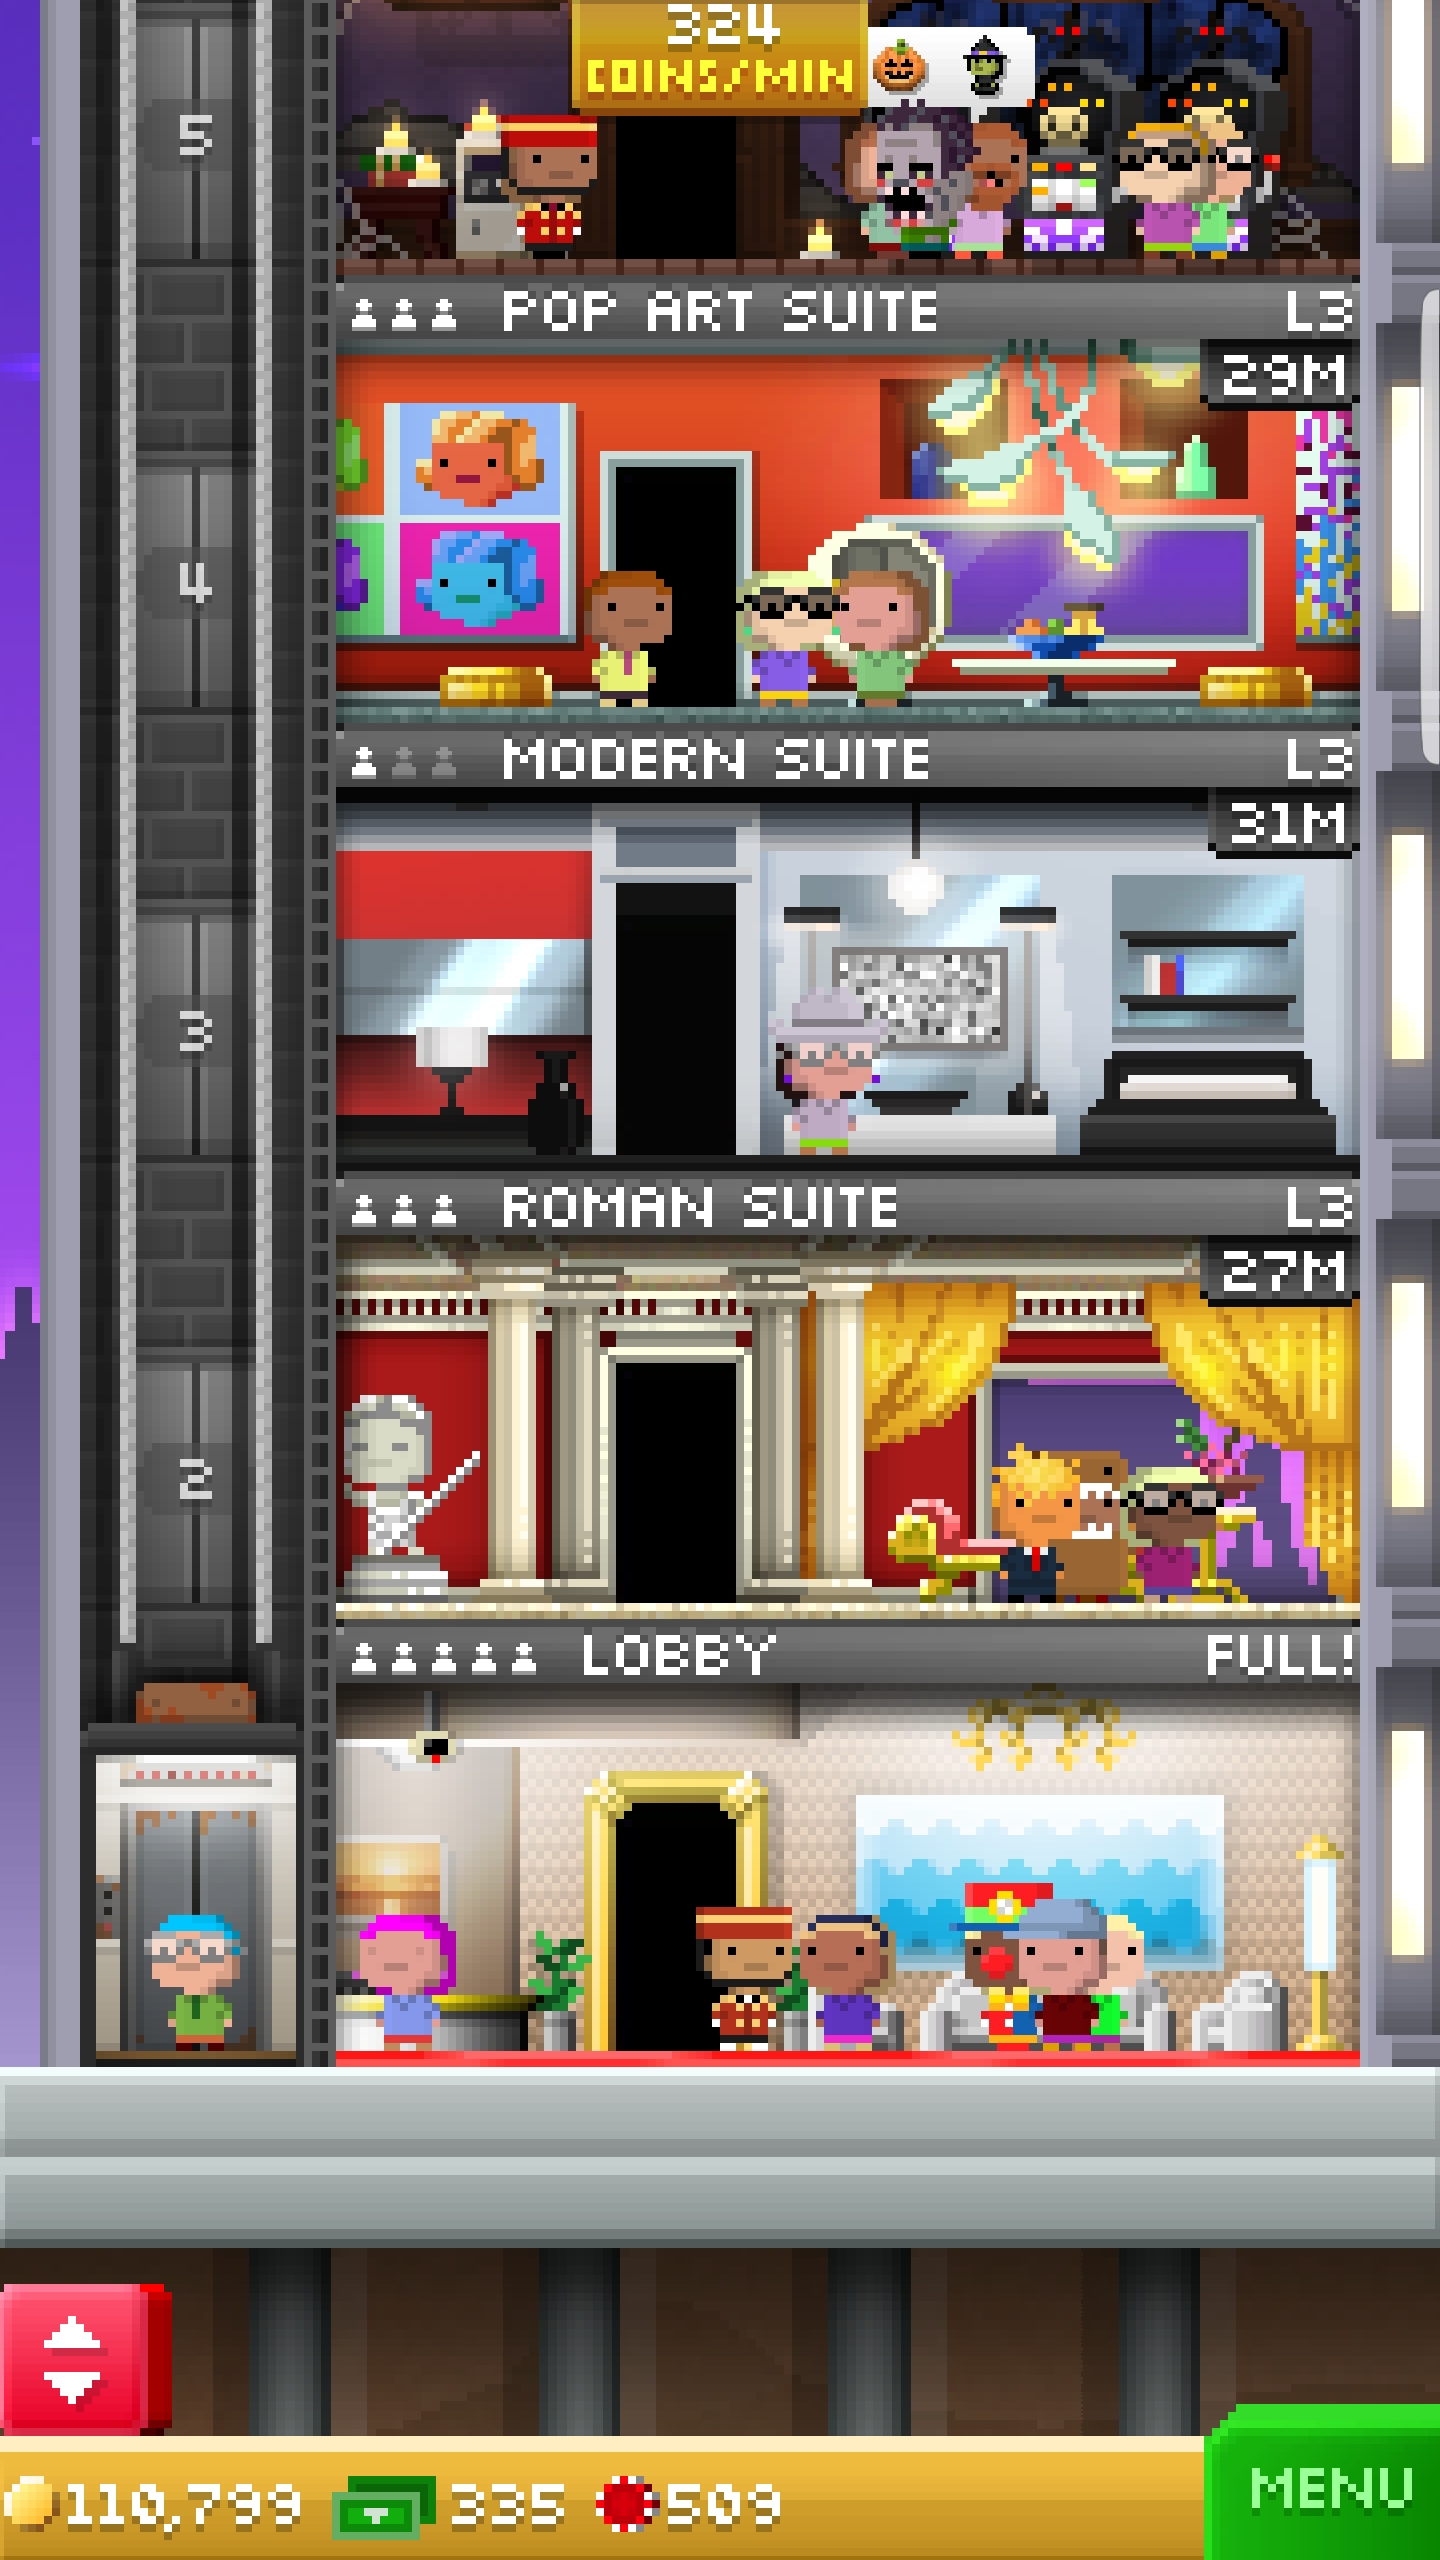 324
COINS/MIN
5
POP ART SUITE L3
29M
4
MODERN SUITE L3
31M
3
ROMAN SUITE L3
27M
2
LOBBY FULL!
110,799 335 509
MENU